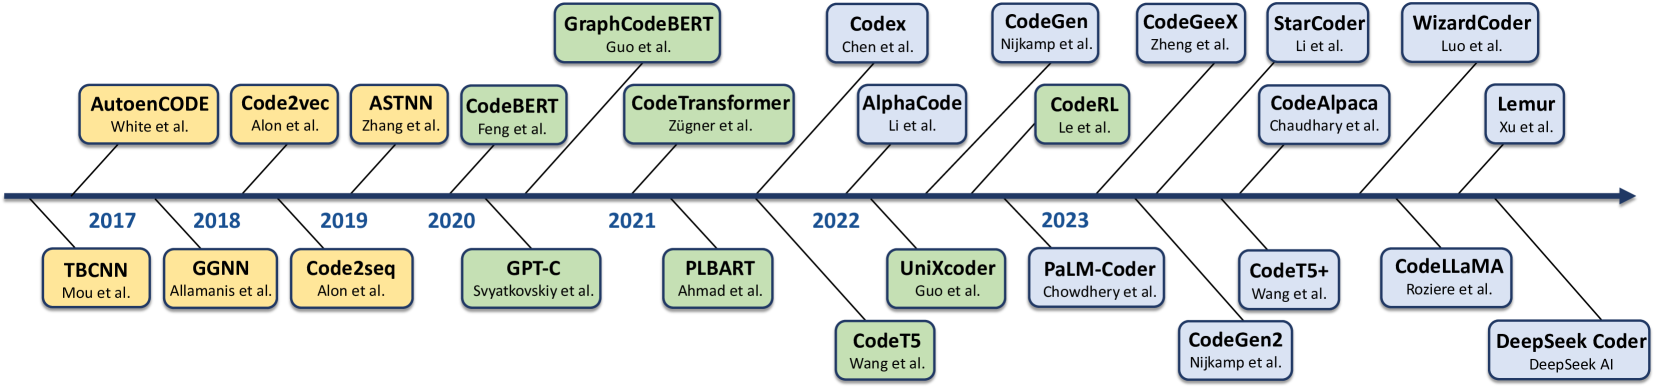 GraphCodeBERT
Guo et al.
Codex
Chen et al.
CodeGen
Nijkamp et al.
CodeGeeX
Zheng et al.
StarCoder
Li et al.
WizardCoder
Luo et al.
AutoenCODE
White et al.
Code2vec
Alon et al.
ASTNN
Zhang et al.
CodeBERT
Feng et al.
CodeTransformer
Zügner et al.
AlphaCode
Li et al.
CodeRL
Le et al.
CodeAlpaca
Chaudhary et al.
Lemur
Xu et al.
2017
2018
2019
2020
2021
2022
2023
TBCNN
Mou et al.
GGNN
Allamanis et al.
Code2seq
Alon et al.
GPT-C
Svyatkovskiy et al.
PLBART
Ahmad et al.
UniXcoder
Guo et al.
PaLM-Coder
Chowdhery et al.
CodeT5+
Wang et al.
CodeLLaMA
Roziere et al.
CodeT5
Wang et al.
CodeGen2
Nijkamp et al.
DeepSeek Coder
DeepSeek AI